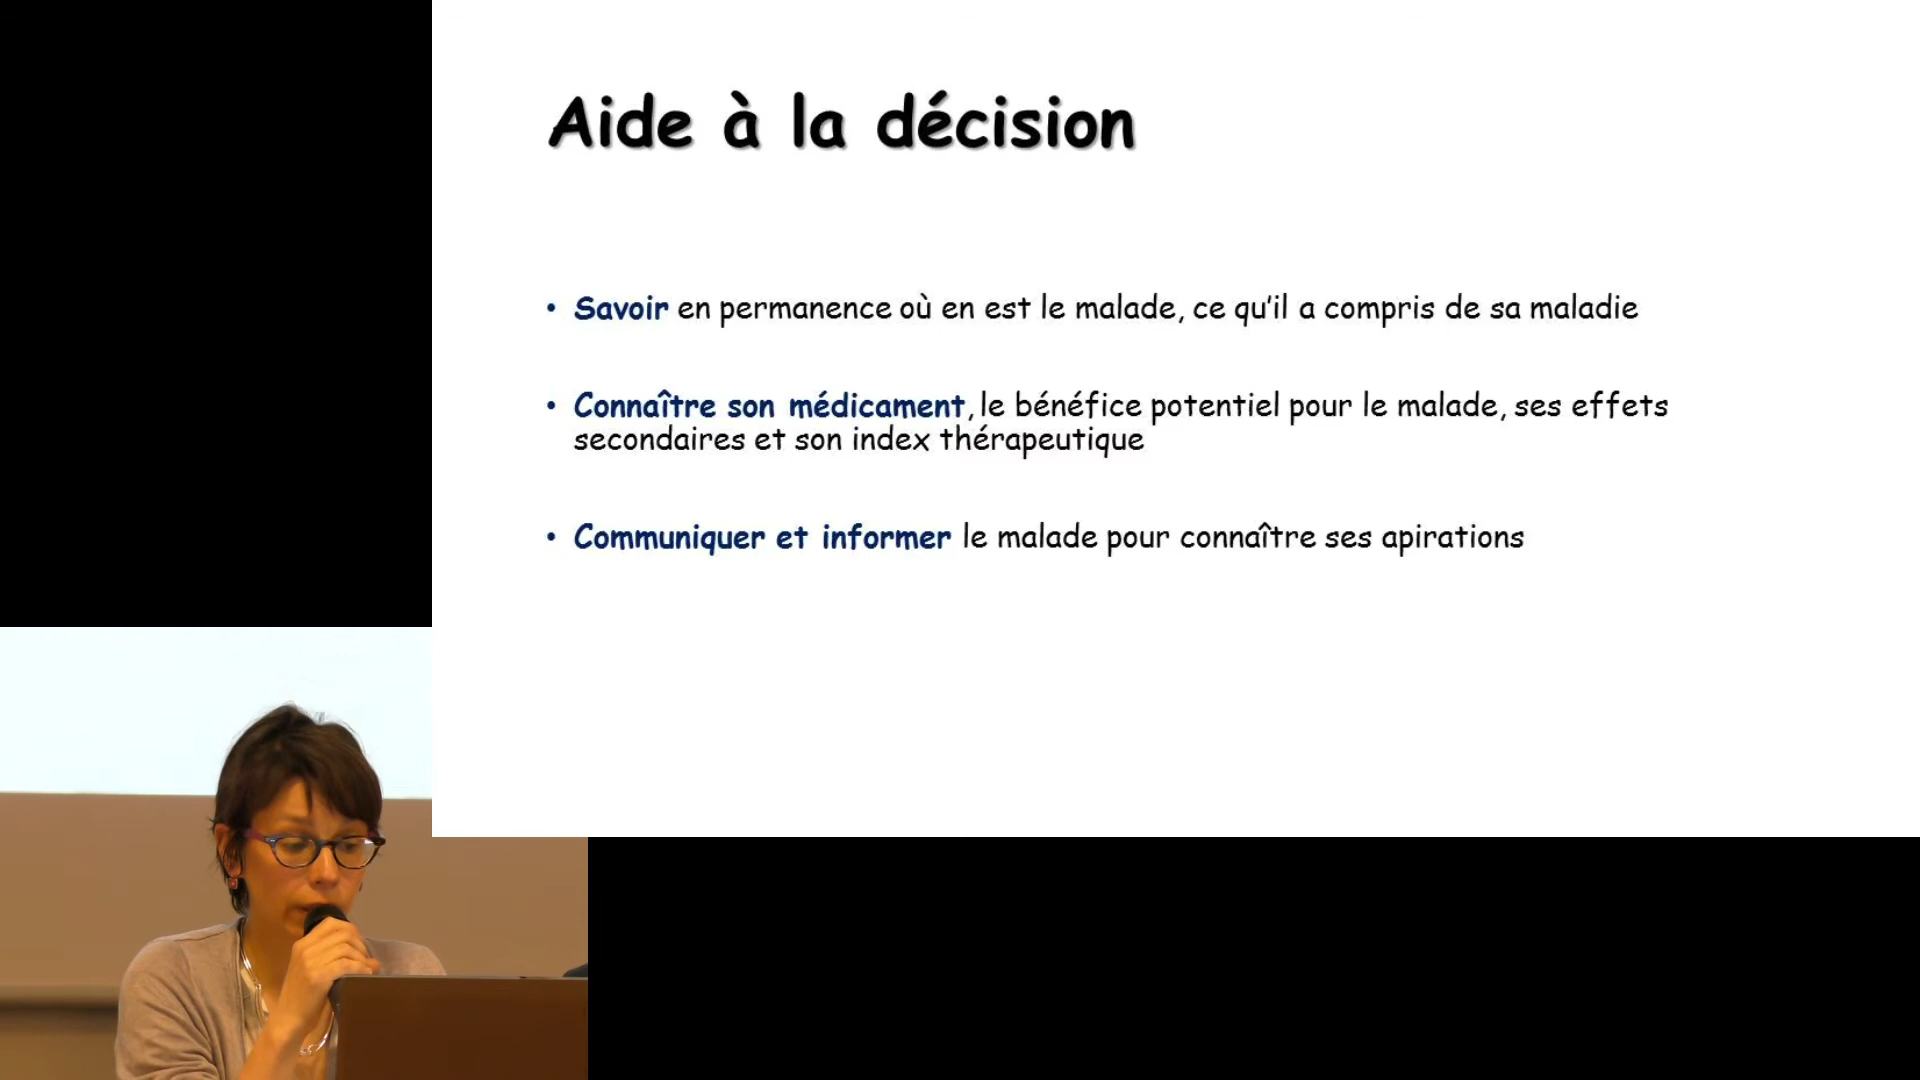 Aide à la décision
• Savoir en permanence où en est le malade, ce qu'il a compris de sa maladie
• Connaître son médicament, le bénéfice potentiel pour le malade, ses effets
secondaires et son index thérapeutique
• Communiquer et informer le malade pour connaître ses apirations